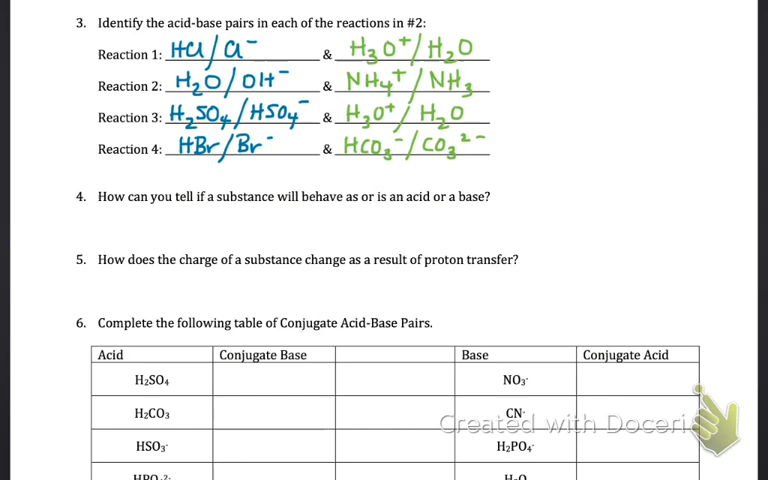 3. Identify the acid-base pairs in each of the reactions in #2:
Reaction 1: HCl/Cl⁻ & H₃O⁺/H₂O
Reaction 2: H₂O/OH⁻ & NH₄⁺/NH₃
Reaction 3: H₂SO₄/HSO₄⁻ & H₃O⁺/H₂O
Reaction 4: HBr/Br⁻ & HCO₃⁻/CO₃²⁻
4. How can you tell if a substance will behave as or is an acid or a base?
5. How does the charge of a substance change as a result of proton transfer?
6. Complete the following table of Conjugate Acid-Base Pairs.
Acid Conjugate Base Base Conjugate Acid
H₂SO₄ NO₃⁻
H₂CO₃ CN⁻
Created with Doceri
HSO₃⁻ H₂PO₄⁻
HPO₄²⁻ H₂O